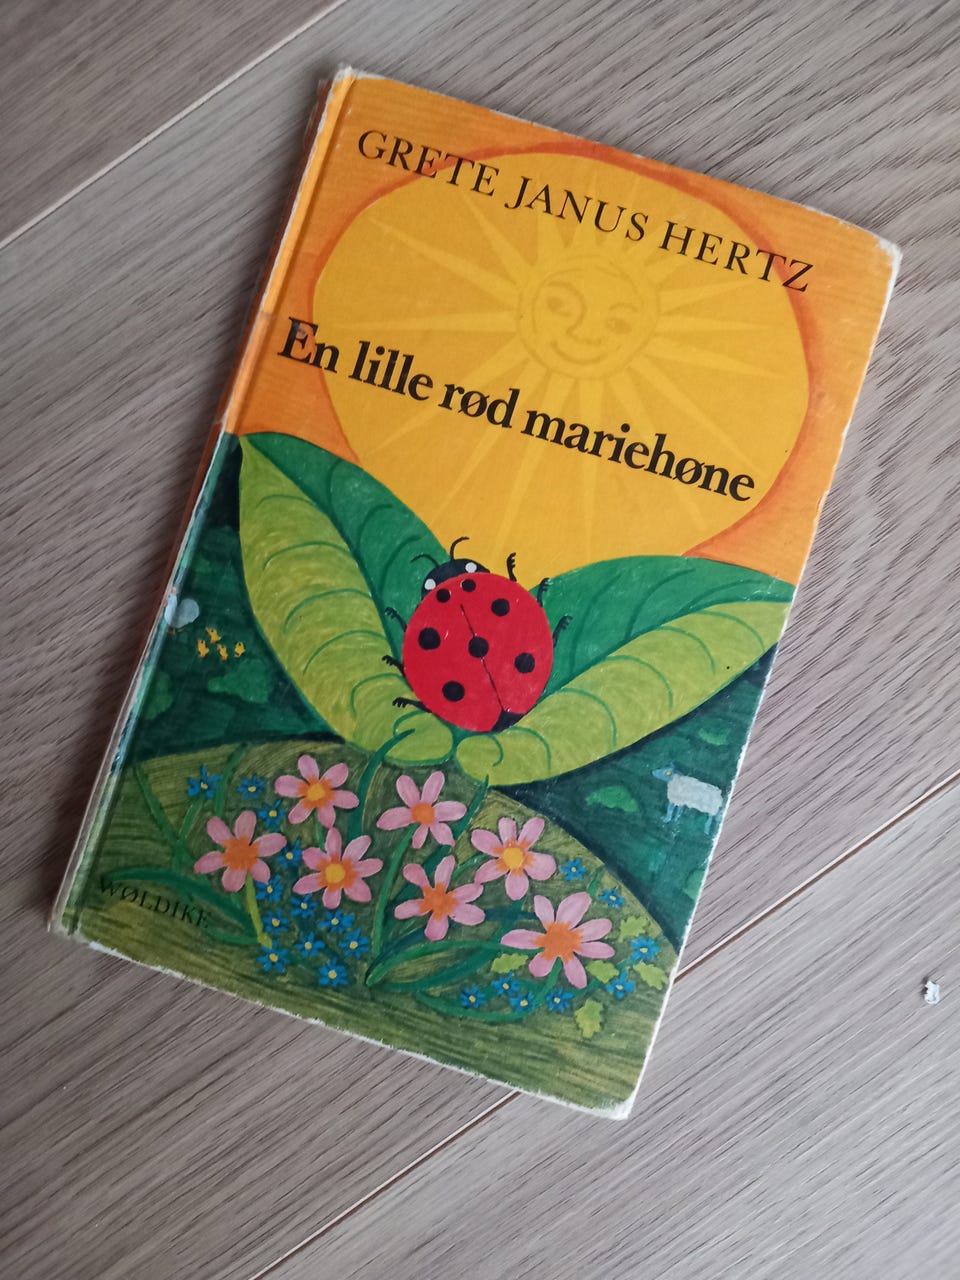 GRETE JANUS HERTZ
En lille rød mariehøne
WØLDIKE